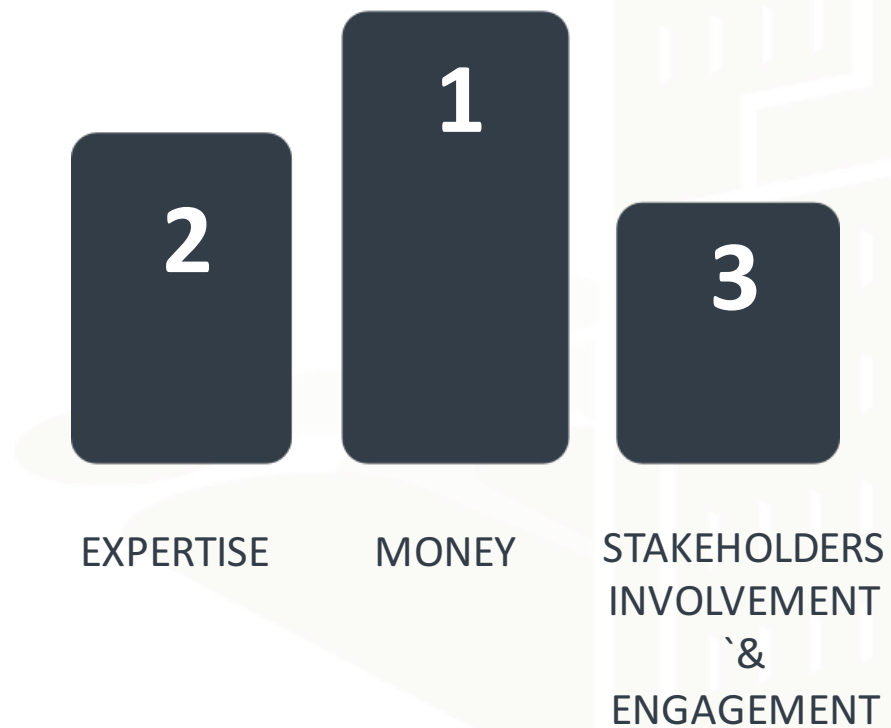 1
2
3
EXPERTISE
MONEY
STAKEHOLDERS
INVOLVEMENT
`&
ENGAGEMENT